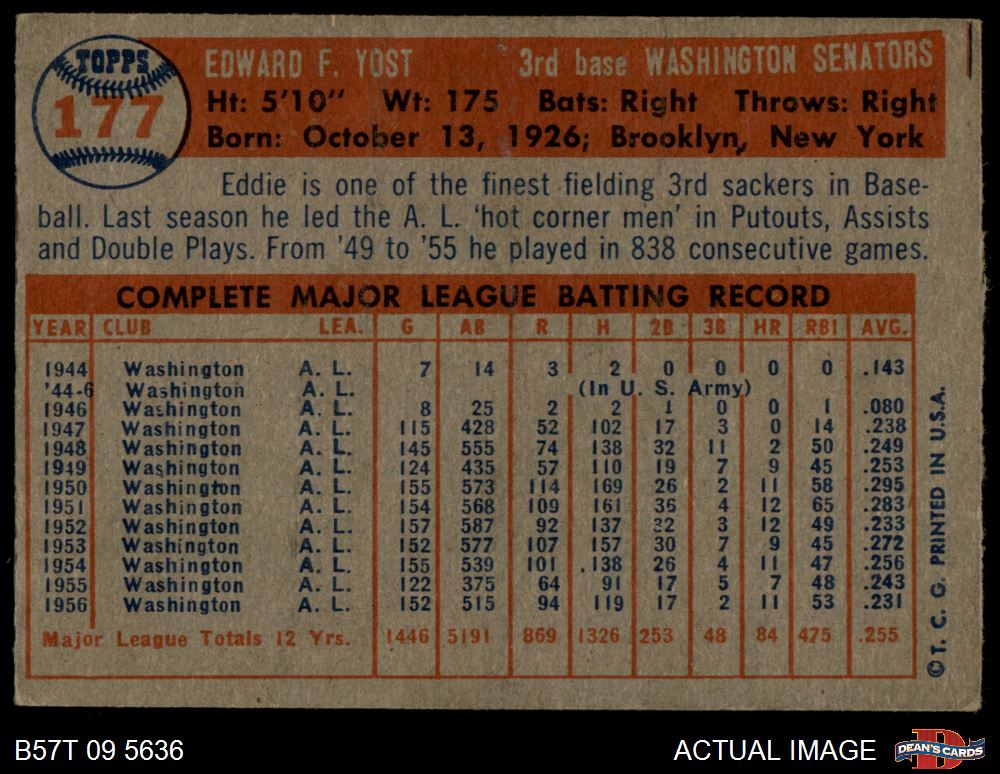 TOPPS
177
EDWARD F. YOST 3rd base WASHINGTON SENATORS
Ht: 5'10" Wt: 175 Bats: Right Throws: Right
Born: October 13, 1926; Brooklyn, New York
Eddie is one of the finest fielding 3rd sackers in Base-
ball. Last season he led the A. L. 'hot corner men' in Putouts, Assists
and Double Plays. From '49 to '55 he played in 838 consecutive games.
COMPLETE MAJOR LEAGUE BATTING RECORD
YEAR CLUB LEA. G AB R H 2B 3B HR RBI AVG.
1944 Washington A. L. 7 14 3 2 0 0 0 0 .143
'44-6 Washington A. L. (In U. S. Army)
1946 Washington A. L. 8 25 2 2 1 0 0 1 .080
1947 Washington A. L. 115 428 52 102 17 3 0 14 .238
1948 Washington A. L. 145 555 74 138 32 11 2 50 .249
1949 Washington A. L. 124 435 57 110 19 7 9 45 .253
1950 Washington A. L. 155 573 114 169 26 2 11 58 .295
1951 Washington A. L. 154 568 109 161 36 4 12 65 .283
1952 Washington A. L. 157 587 92 137 32 3 12 49 .233
1953 Washington A. L. 152 577 107 157 30 7 9 45 .272
1954 Washington A. L. 155 539 101 138 26 4 11 47 .256
1955 Washington A. L. 122 375 64 91 17 5 7 48 .243
1956 Washington A. L. 152 515 94 119 17 2 11 53 .231
Major League Totals 12 Yrs. 1446 5191 869 1326 253 48 84 475 .255
© T. C. G. PRINTED IN U.S.A.
B57T 09 5636 ACTUAL IMAGE
DEAN'S CARDS